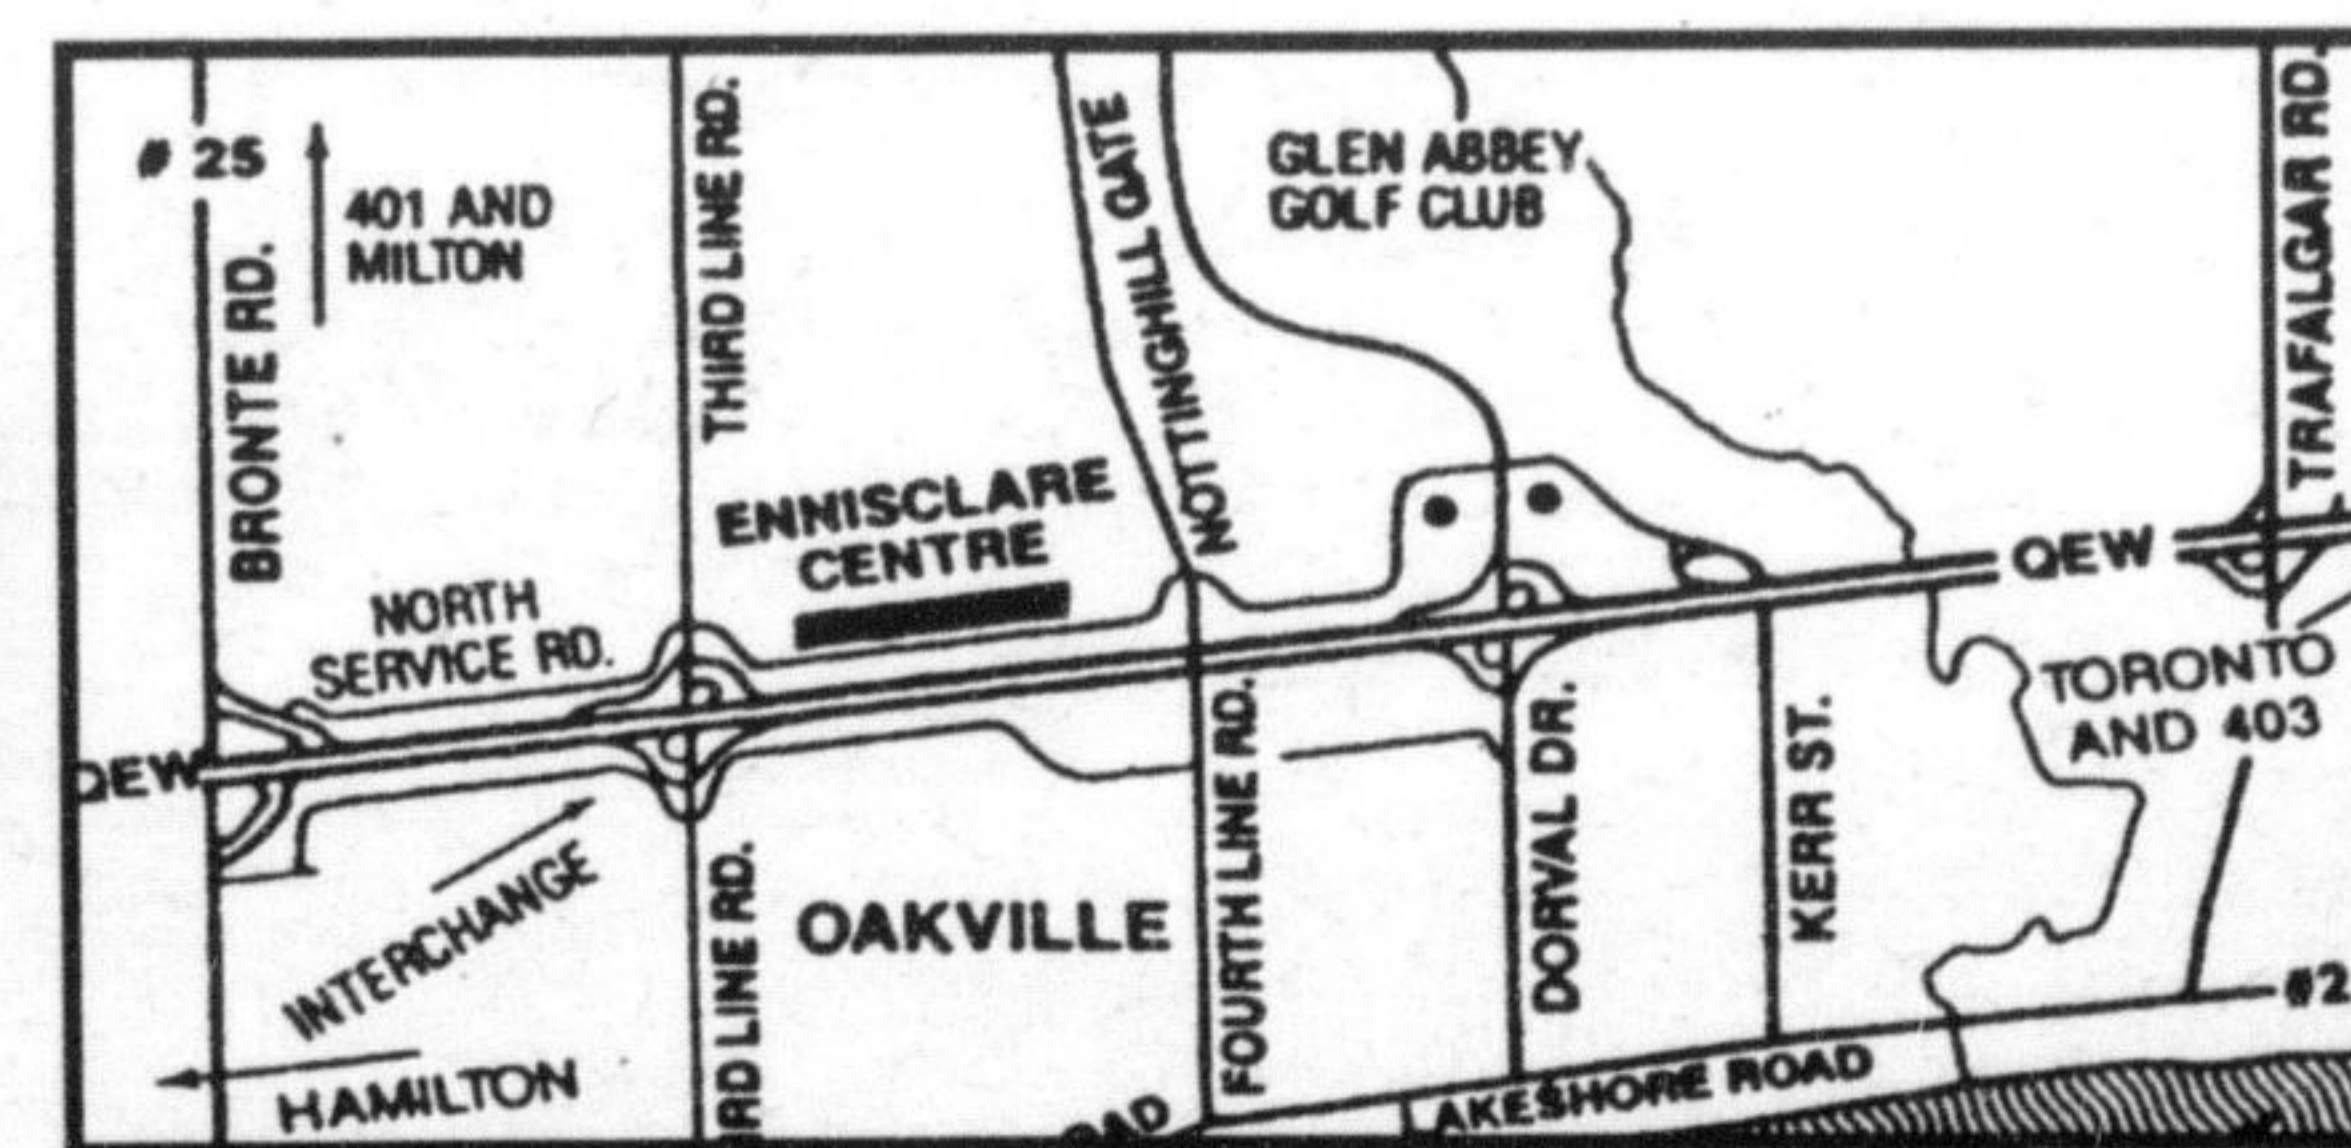 # 25
401 AND
MILTON
BRONTE RD.
THIRD LINE RD.
NOTTINGHILL GATE
GLEN ABBEY
GOLF CLUB
TRAFALGAR RD.
ENNISCLARE
CENTRE
NORTH
SERVICE RD.
QEW
QEW
TORONTO
AND 403
INTERCHANGE
HAMILTON
RD LINE RD.
OAKVILLE
FOURTH LINE RD.
DORVAL DR.
KERR ST.
#2
OAD
AKESHORE ROAD